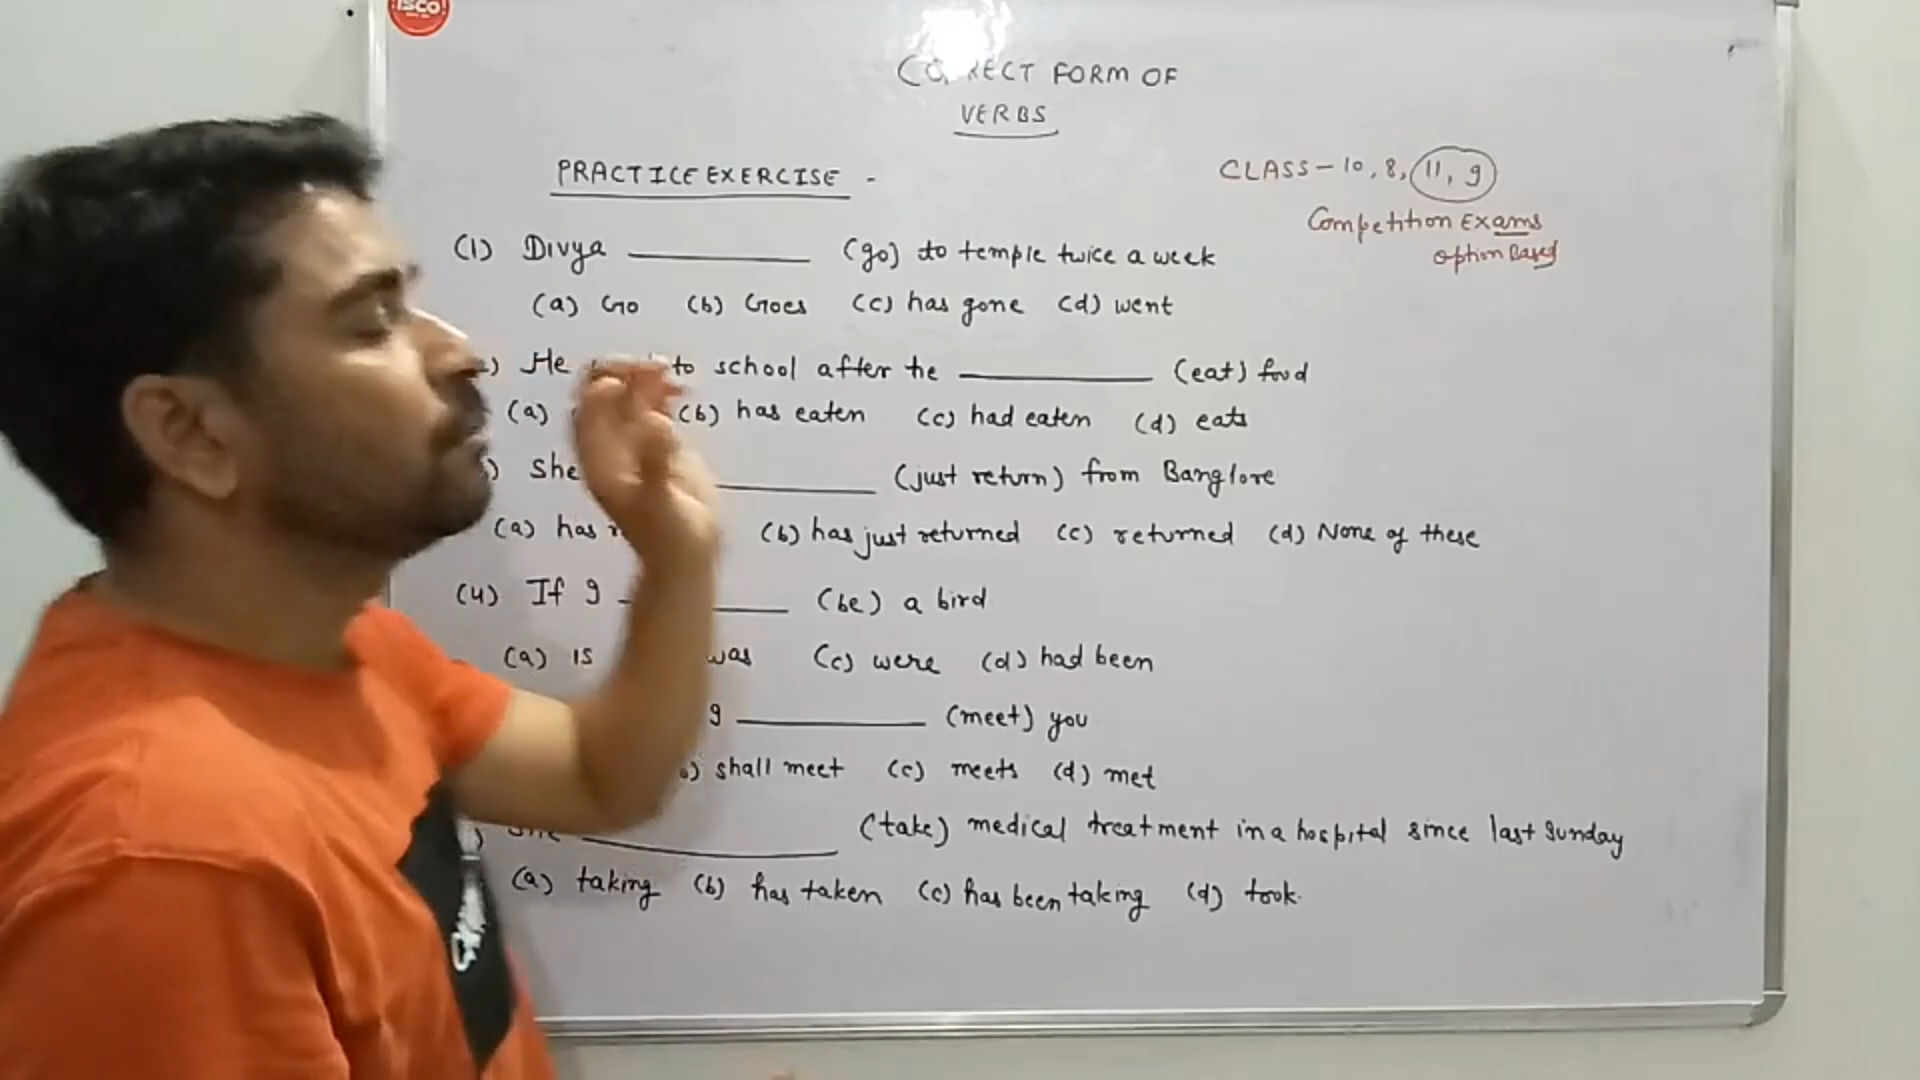 ISCO!
CORRECT FORM OF
VERBS
PRACTICE EXERCISE -
CLASS - 10, 8, 11, 9
Competition Exams
option Based
(1) Divya ________ (go) to temple twice a week
(a) Go (b) Goes (c) has gone (d) went
) He to school after he ________ (eat) food
(a) (b) has eaten (c) had eaten (d) eats
) She ________ (just return) from Banglore
(a) has (b) has just returned (c) returned (d) None of these
(4) If I ________ (be) a bird
(a) is was (c) were (d) had been
I ________ (meet) you
) shall meet (c) meets (d) met
) She ________ (take) medical treatment in a hospital since last Sunday
(a) taking (b) has taken (c) has been taking (d) took.